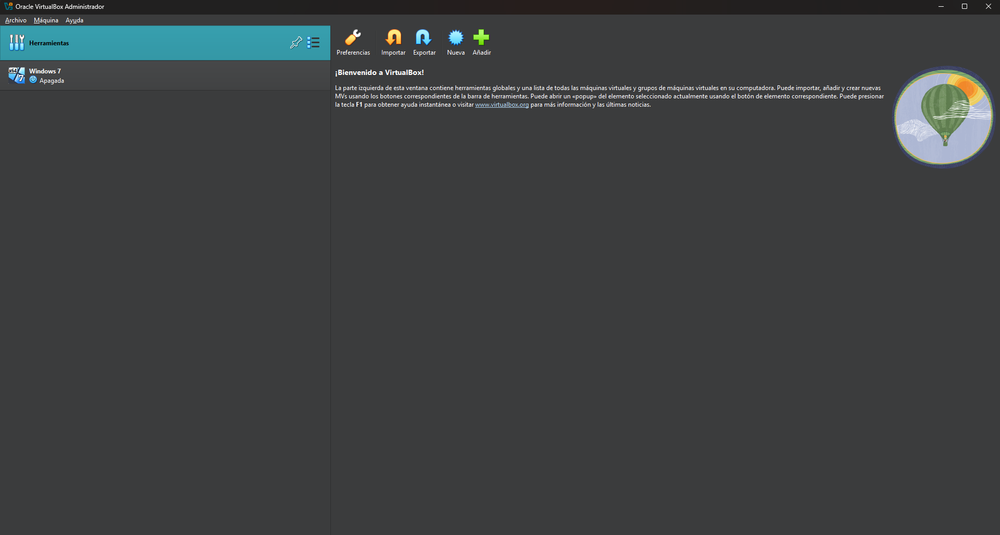 Oracle VirtualBox Administrador
Archivo Máquina Ayuda
Herramientas
x64
7
Windows 7
Apagada
Preferencias Importar Exportar Nueva Añadir
¡Bienvenido a VirtualBox!
La parte izquierda de esta ventana contiene herramientas globales y una lista de todas las máquinas virtuales y grupos de máquinas virtuales en su computadora. Puede importar, añadir y crear nuevas
MVs usando los botones correspondientes de la barra de herramientas. Puede abrir un «popup» del elemento seleccionado actualmente usando el botón de elemento correspondiente. Puede presionar
la tecla F1 para obtener ayuda instantánea o visitar www.virtualbox.org para más información y las últimas noticias.